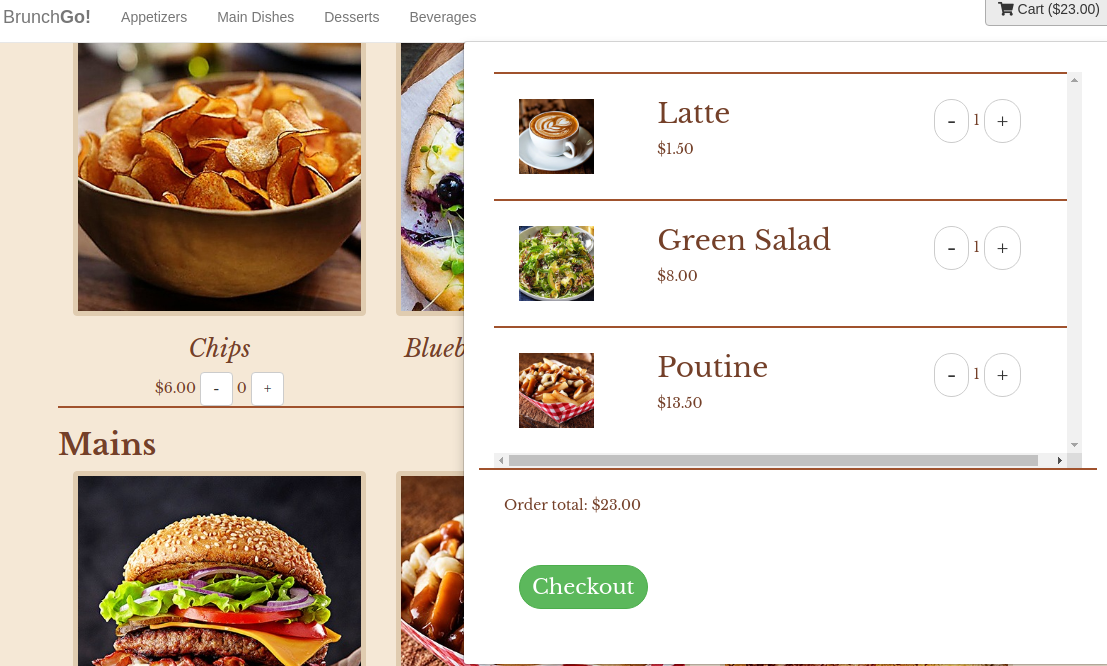 BrunchGo! Appetizers Main Dishes Desserts Beverages Cart ($23.00)
Chips
$6.00 - 0 +
Blueb
Mains
Latte
$1.50
- 1 +
Green Salad
$8.00
- 1 +
Poutine
$13.50
- 1 +
Order total: $23.00
Checkout